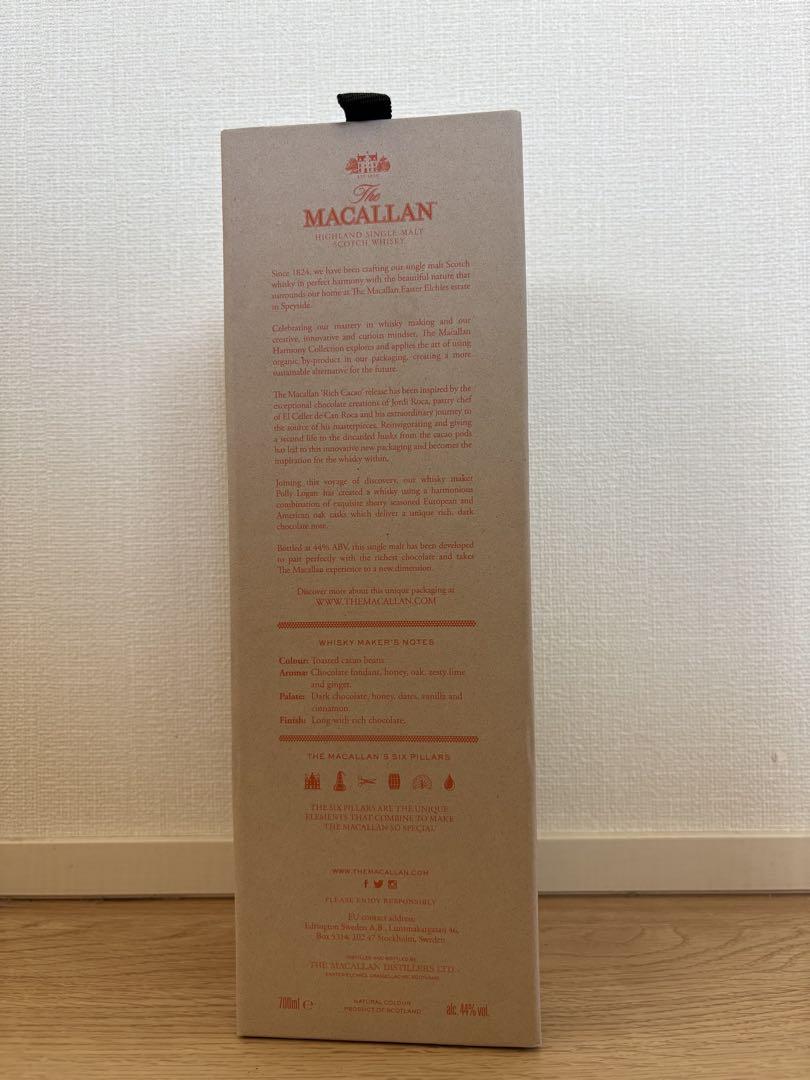 The
MACALLAN
HIGHLAND SINGLE MALT
SCOTCH WHISKY
Since 1824, we have been crafting our single malt Scotch
whisky in perfect harmony with the beautiful nature that
surrounds our home at The Macallan Easter Elchies estate
in Speyside.
Celebrating our mastery in whisky making and our
creative, innovative and curious mindset, The Macallan
Harmony Collection explores and applies the art of using
organic by-product in our packaging, creating a more
sustainable alternative for the future.
The Macallan 'Rich Cacao' release has been inspired by the
exceptional chocolate creations of Jordi Roca, pastry chef
of El Celler de Can Roca and his extraordinary journey to
the source of his masterpieces. Reinvigorating and giving
a second life to the discarded husks from the cacao pods
has led to this innovative new packaging and becomes the
inspiration for the whisky within.
Joining this voyage of discovery, our whisky maker
Polly Logan has created a whisky using a harmonious
combination of exquisite sherry seasoned European and
American oak casks which deliver a unique rich, dark
chocolate note.
Bottled at 44% ABV, this single malt has been developed
to pair perfectly with the richest chocolate and takes
The Macallan experience to a new dimension.
Discover more about this unique packaging at
WWW.THEMACALLAN.COM
WHISKY MAKER'S NOTES
Colour: Toasted cacao beans
Aroma: Chocolate fondant, honey, oak, zesty lime
and ginger.
Palate: Dark chocolate, honey, dates, vanilla and
cinnamon.
Finish: Long with rich chocolate.
THE MACALLAN'S SIX PILLARS
THE SIX PILLARS ARE THE UNIQUE
ELEMENTS THAT COMBINE TO MAKE
THE MACALLAN SO SPECIAL
WWW.THEMACALLAN.COM
PLEASE ENJOY RESPONSIBLY
EU contact address:
Edrington Sweden A.B., Luntmakargatan 46,
Box 5314, 102 47 Stockholm, Sweden
DISTILLED AND BOTTLED BY
THE MACALLAN DISTILLERS LTD
EASTER ELCHIES, CRAIGELLACHIE, SCOTLAND
700ml ℮
NATURAL COLOUR
PRODUCT OF SCOTLAND
alc. 44% vol.